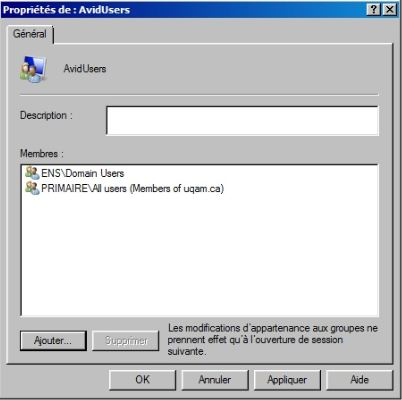 Propriétés de : AvidUsers
Général
AvidUsers
Description :
Membres :
ENS\Domain Users
PRIMAIRE\All users (Members of uqam.ca)
Ajouter...
Supprimer
Les modifications d'appartenance aux groupes ne
prennent effet qu'à l'ouverture de session
suivante.
OK
Annuler
Appliquer
Aide